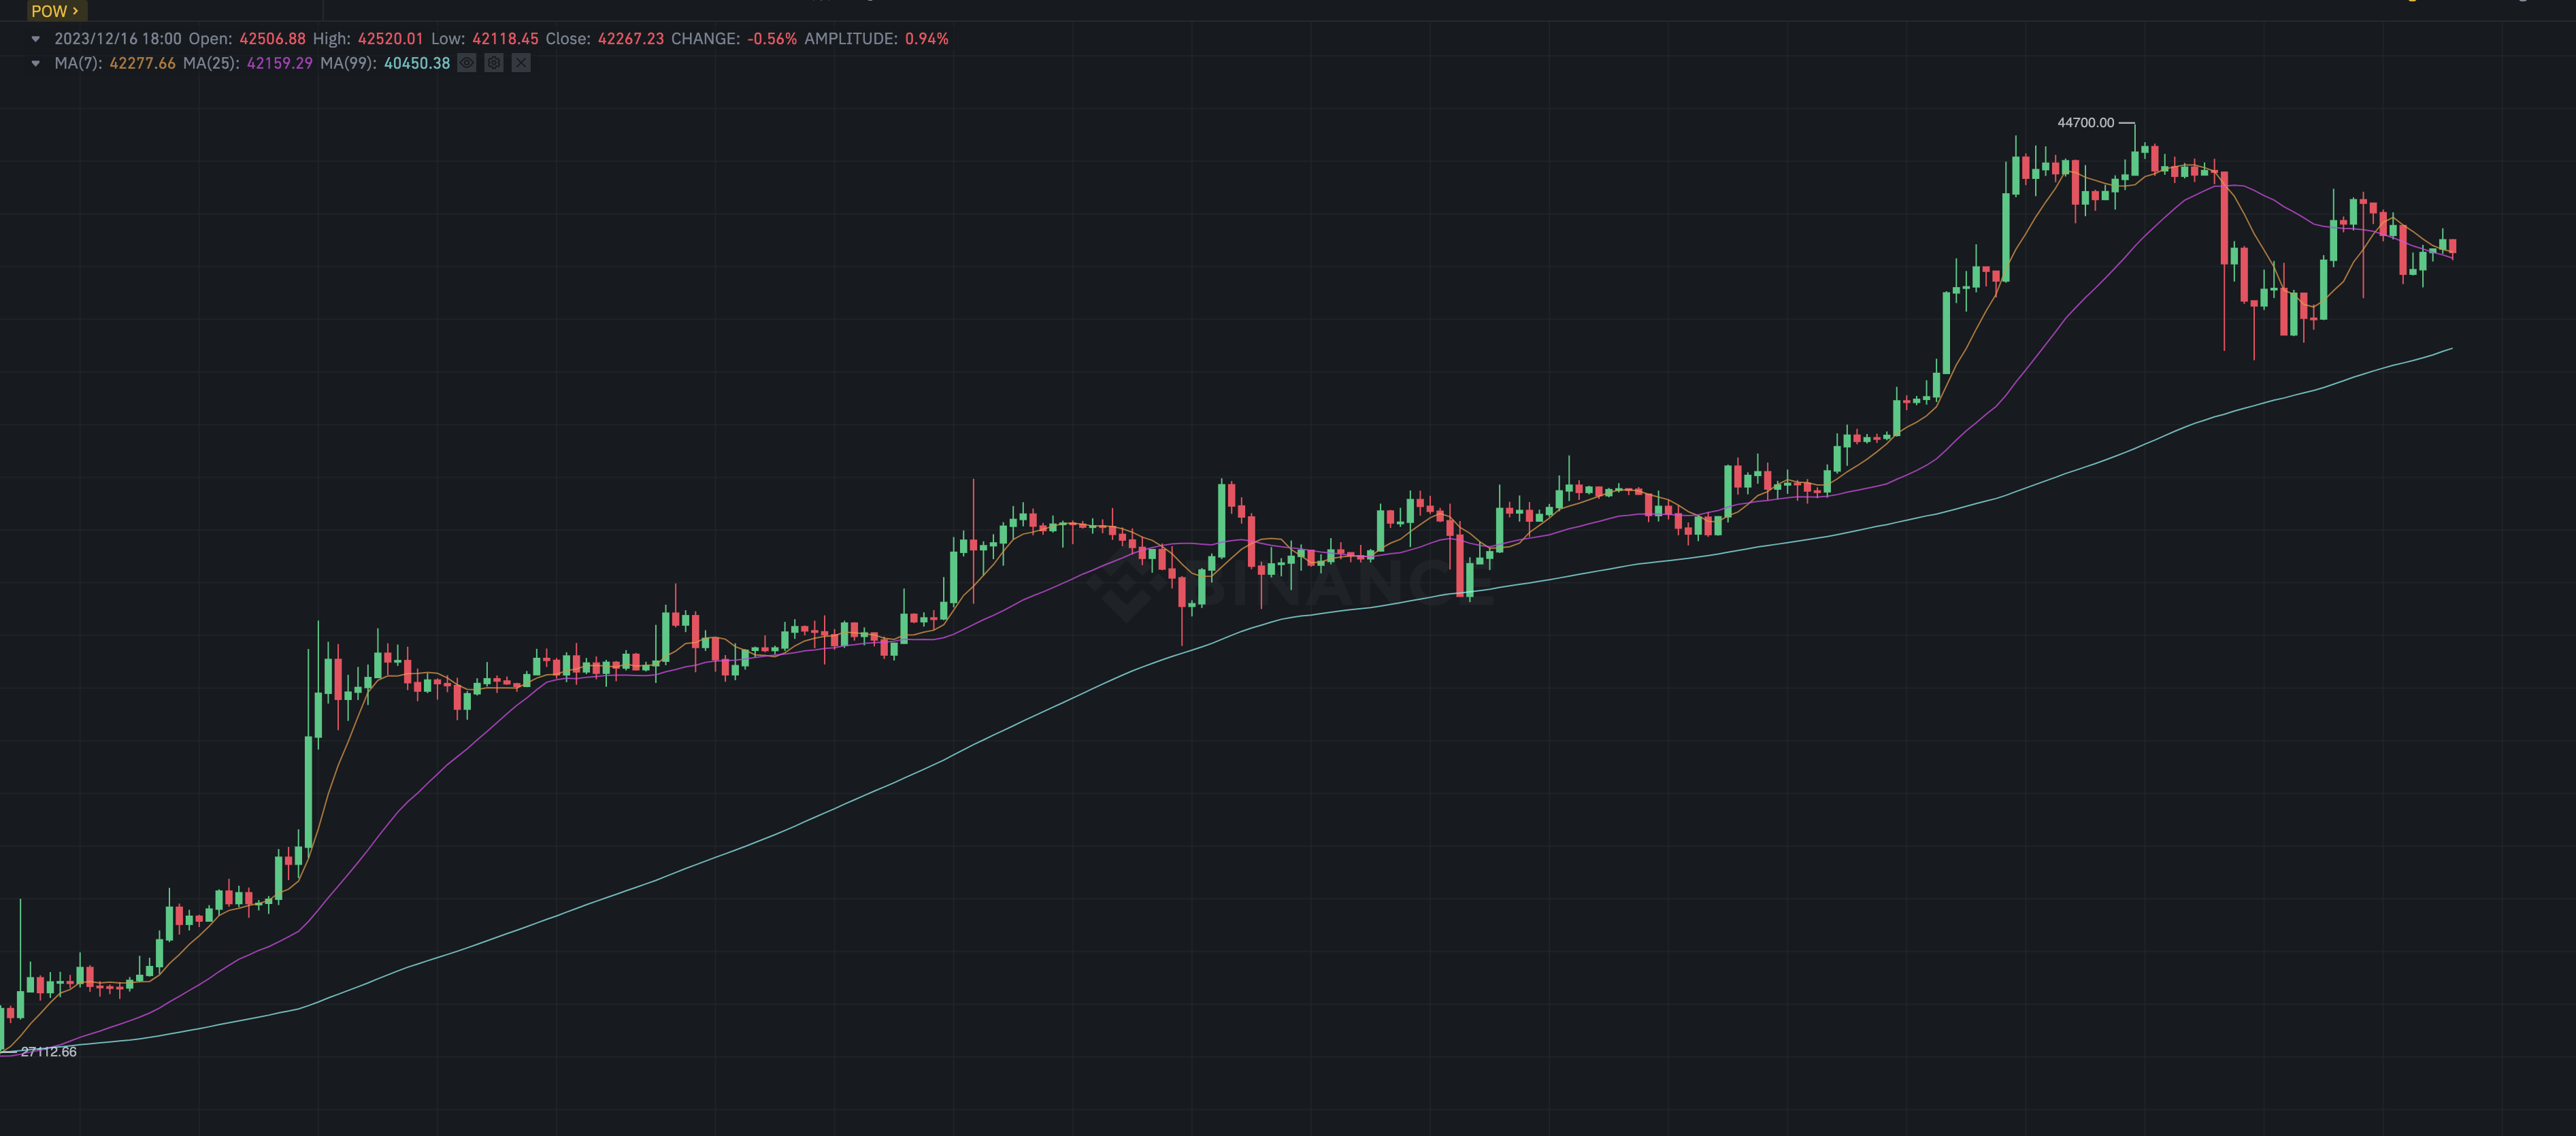 POW >
2023/12/16 18:00 Open: 42506.88 High: 42520.01 Low: 42118.45 Close: 42267.23 CHANGE: -0.56% AMPLITUDE: 0.94%
MA(7): 42277.66 MA(25): 42159.29 MA(99): 40450.38
44700.00
BINANCE
27112.66